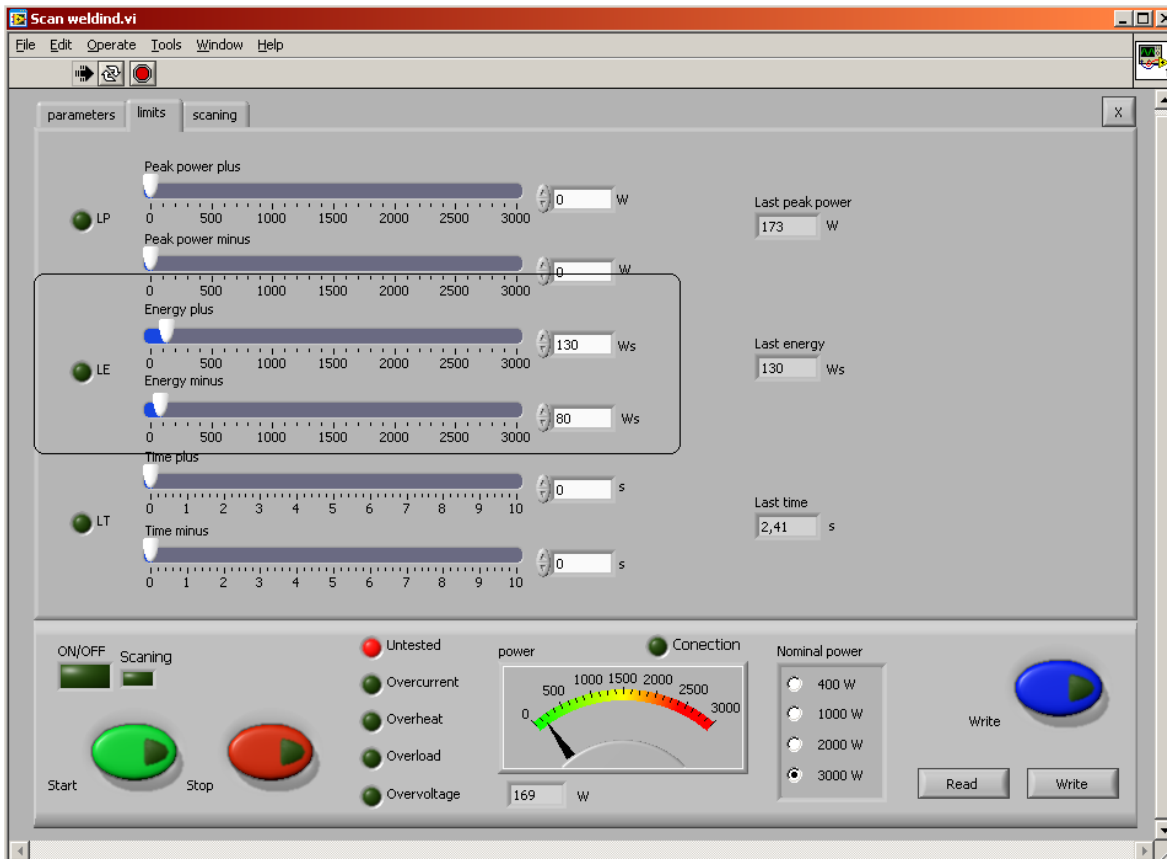 Scan weldind.vi
File Edit Operate Tools Window Help
parameters limits scaning X
Peak power plus
LP
0 500 1000 1500 2000 2500 3000
0 W
Last peak power
173 W
Peak power minus
0 500 1000 1500 2000 2500 3000
0 W
Energy plus
0 500 1000 1500 2000 2500 3000
130 Ws
Last energy
130 Ws
LE
Energy minus
0 500 1000 1500 2000 2500 3000
80 Ws
Time plus
0 1 2 3 4 5 6 7 8 9 10
0 s
Last time
2,41 s
LT
Time minus
0 1 2 3 4 5 6 7 8 9 10
0 s
ON/OFF Scaning
Start Stop
Untested
Overcurrent
Overheat
Overload
Overvoltage
power
Conection
0 500 1000 1500 2000 2500 3000
169 W
Nominal power
400 W
1000 W
2000 W
3000 W
Write
Read Write